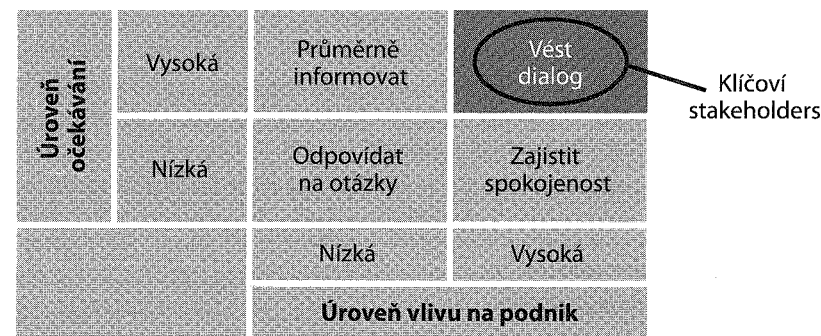 Úroveň
očekávání
Vysoká
Průměrně
informovat
Vést
dialog
Klíčoví
stakeholders
Nízká
Odpovídat
na otázky
Zajistit
spokojenost
Nízká
Vysoká
Úroveň vlivu na podnik